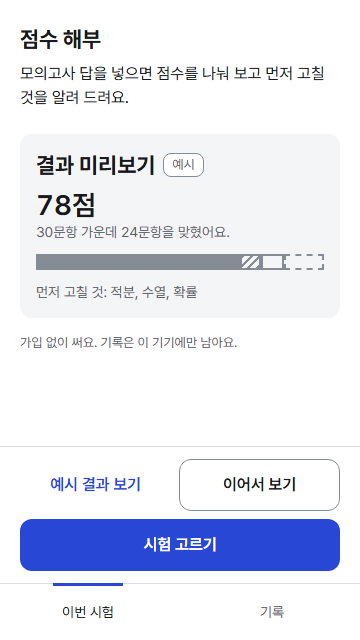 점수 해부
모의고사 답을 넣으면 점수를 나눠 보고 먼저 고칠
것을 알려 드려요.
결과 미리보기 예시
78점
30문항 가운데 24문항을 맞혔어요.
먼저 고칠 것: 적분, 수열, 확률
가입 없이 써요. 기록은 이 기기에만 남아요.
예시 결과 보기 이어서 보기
시험 고르기
이번 시험 기록